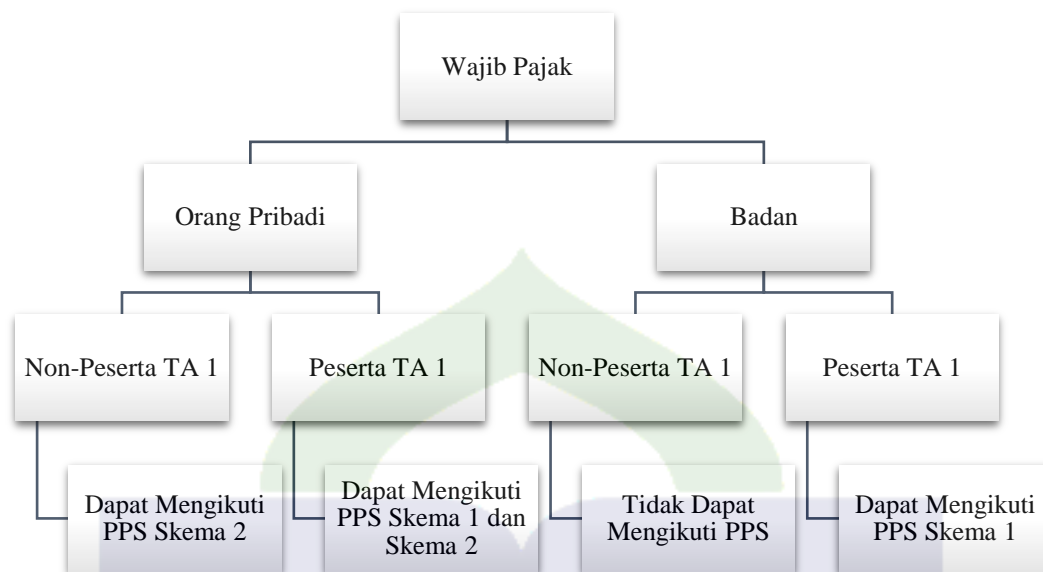 Wajib Pajak
Orang Pribadi
Badan
Non-Peserta TA 1
Peserta TA 1
Non-Peserta TA 1
Peserta TA 1
Dapat Mengikuti
PPS Skema 2
Dapat Mengikuti
PPS Skema 1 dan
Skema 2
Tidak Dapat
Mengikuti PPS
Dapat Mengikuti
PPS Skema 1